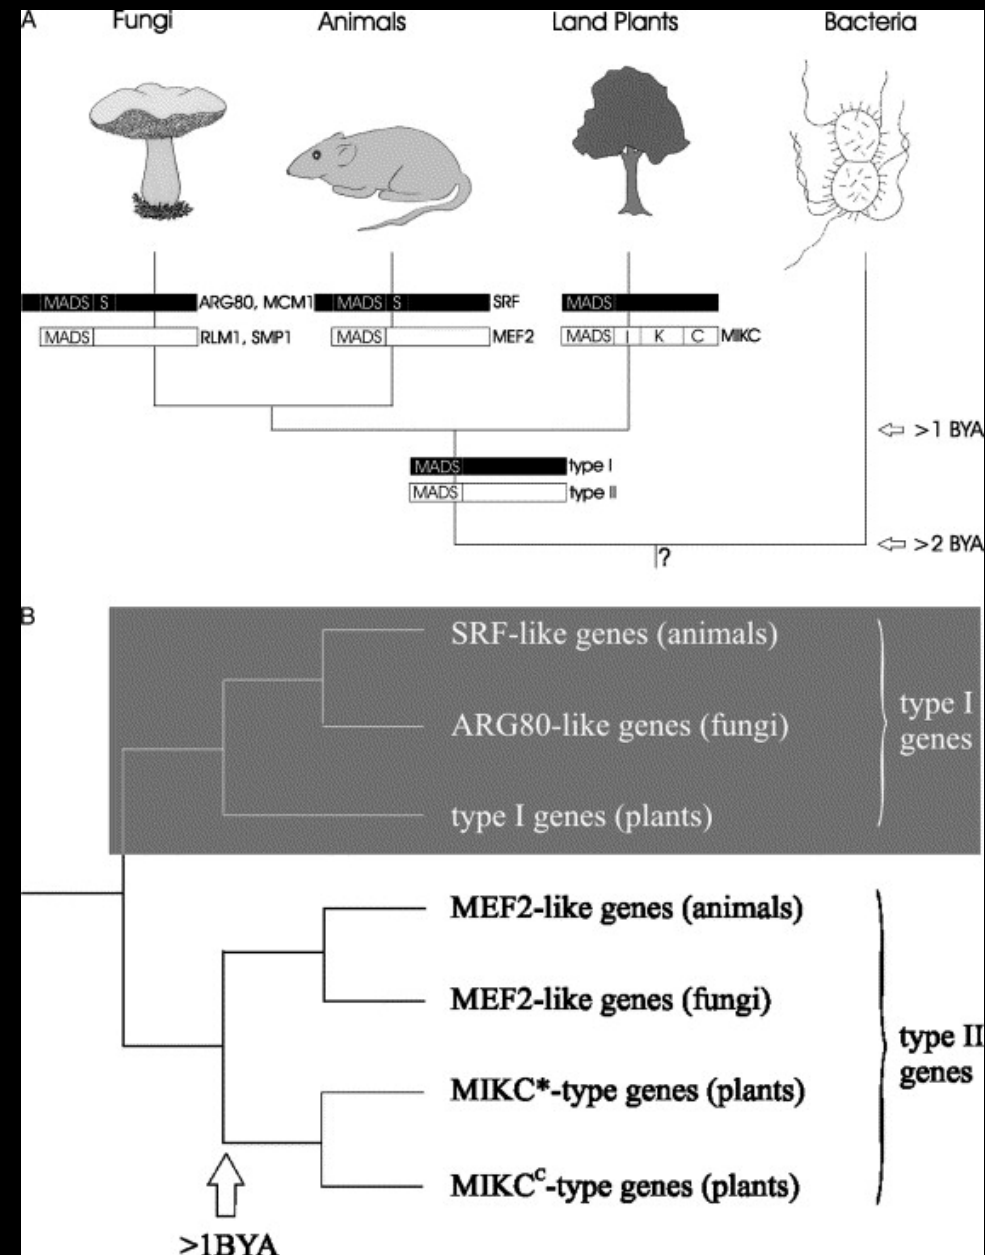 A
Fungi Animals Land Plants Bacteria
MADS S ARG80, MCM1 MADS S SRF MADS
MADS RLM1, SMP1 MADS MEF2 MADS I K C MIKC
>1 BYA
MADS type I
MADS type II
>2 BYA
?
B
SRF-like genes (animals)
type I
genes
ARG80-like genes (fungi)
type I genes (plants)
MEF2-like genes (animals)
MEF2-like genes (fungi)
type II
genes
MIKC*-type genes (plants)
MIKCᶜ-type genes (plants)
>1BYA